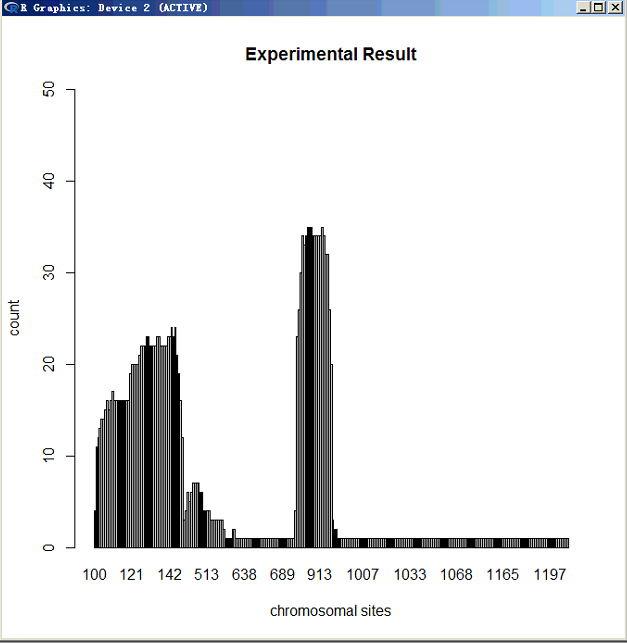 R Graphics: Device 2 (ACTIVE)
Experimental Result
50
40
30
20
10
0
count
100 121 142 513 638 689 913 1007 1033 1068 1165 1197
chromosomal sites